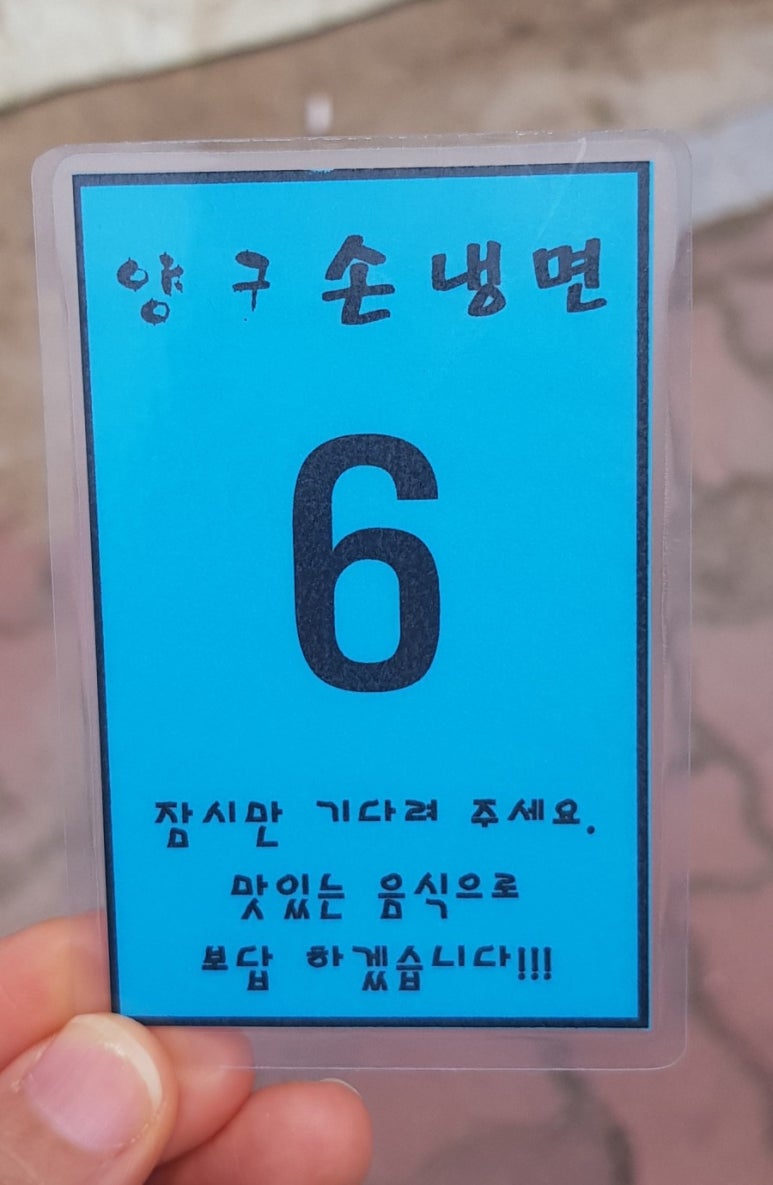 양구 손냉면
6
잠시만 기다려 주세요.
맛있는 음식으로
보답 하겠습니다!!!